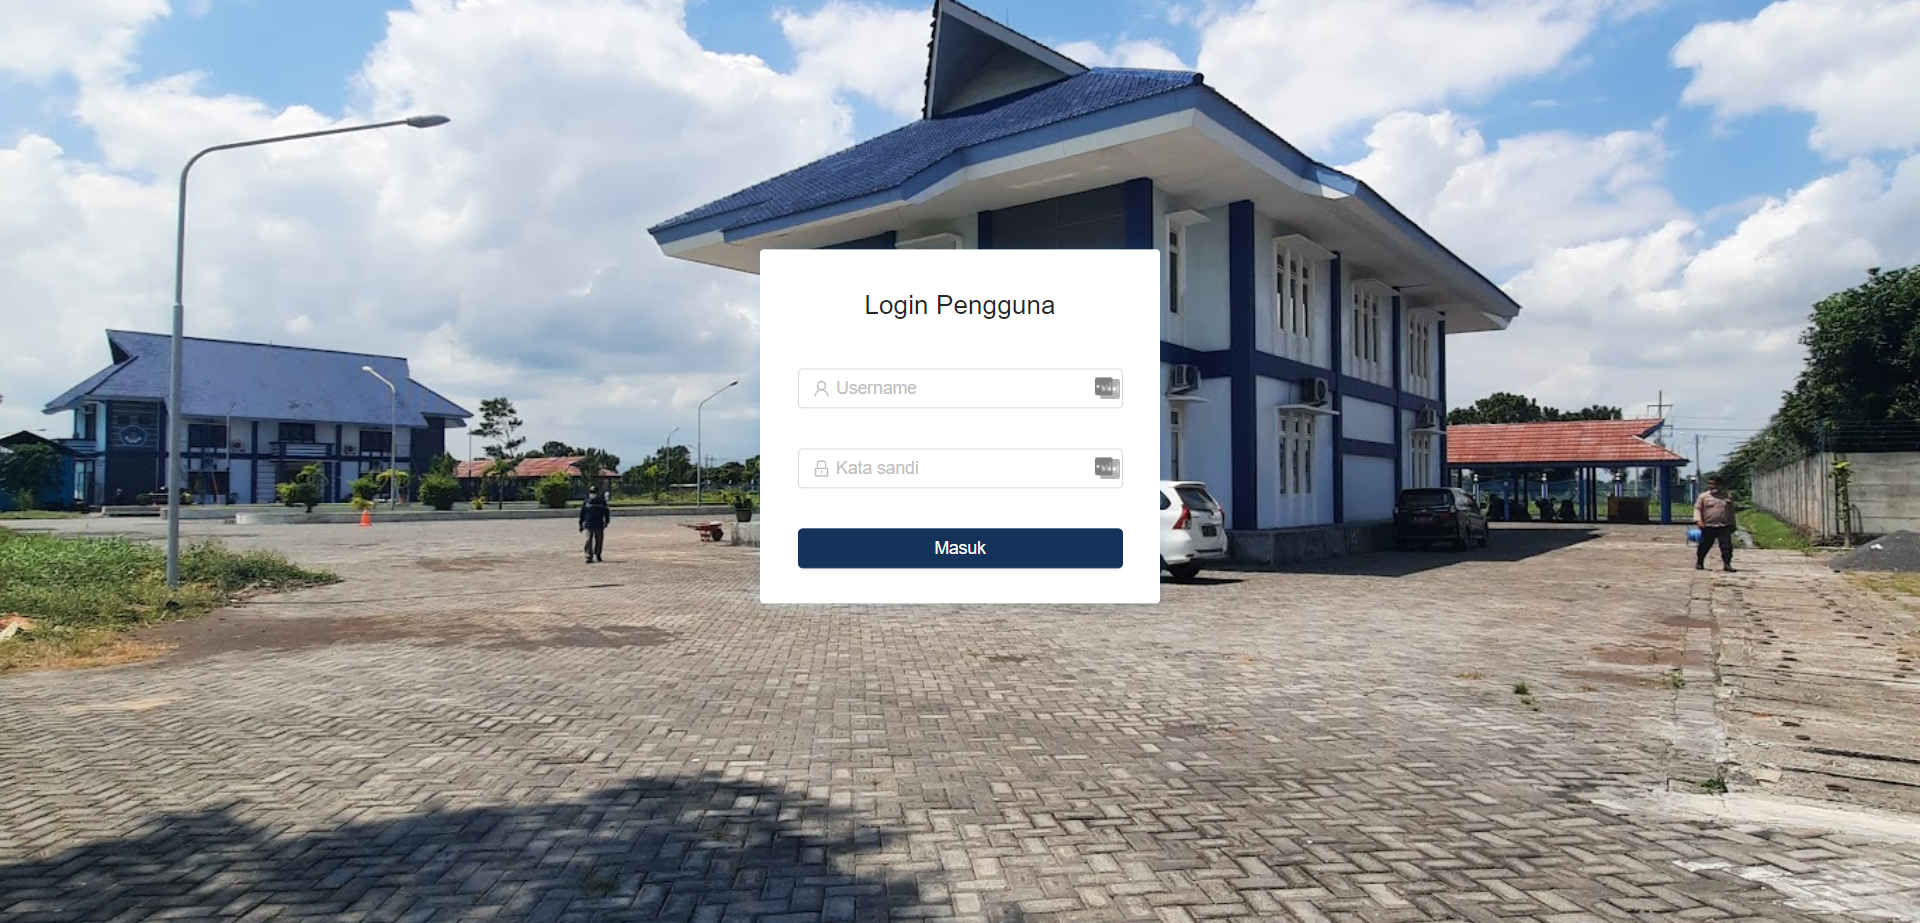 Login Pengguna
Username
Kata sandi
Masuk